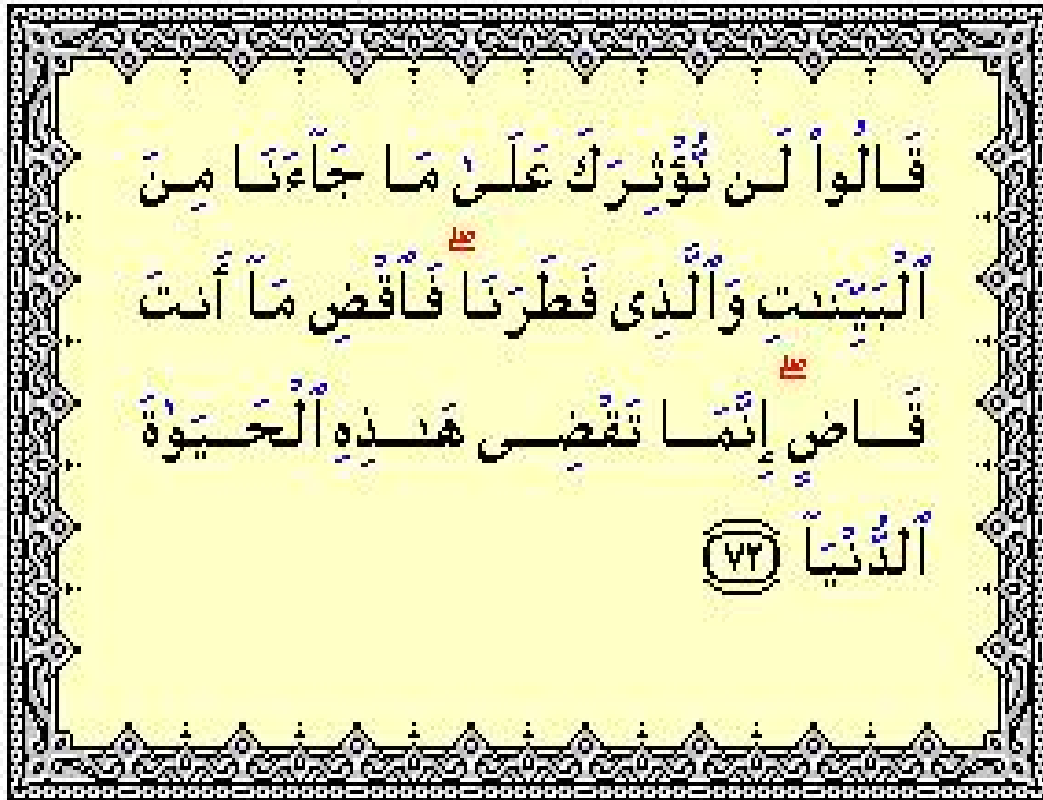 قَالُوا۟ لَن نُّؤْثِرَكَ عَلَىٰ مَا جَآءَنَا مِنَ
ٱلْبَيِّنَـٰتِ وَٱلَّذِى فَطَرَنَا ۖ فَٱقْضِ مَآ أَنتَ
قَاضٍ ۖ إِنَّمَا تَقْضِى هَـٰذِهِ ٱلْحَيَوٰةَ
ٱلدُّنْيَآ ٧٢